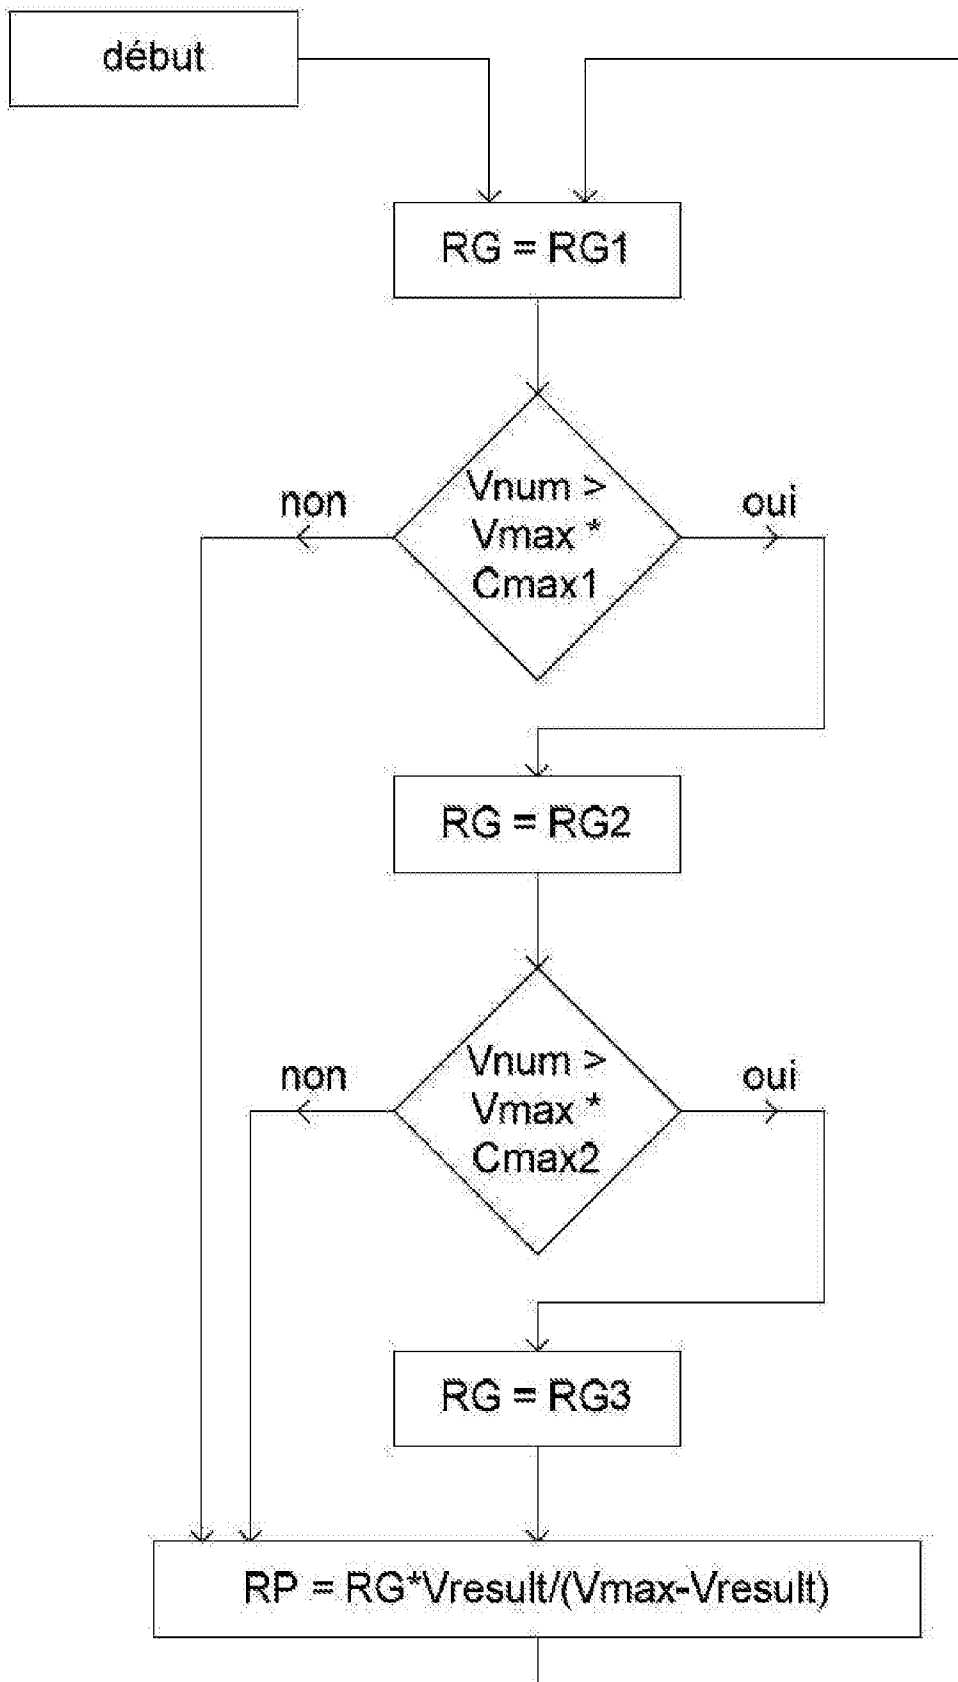 début
RG = RG1
Vnum >
Vmax *
Cmax1
non
oui
RG = RG2
Vnum >
Vmax *
Cmax2
non
oui
RG = RG3
RP = RG*Vresult/(Vmax-Vresult)